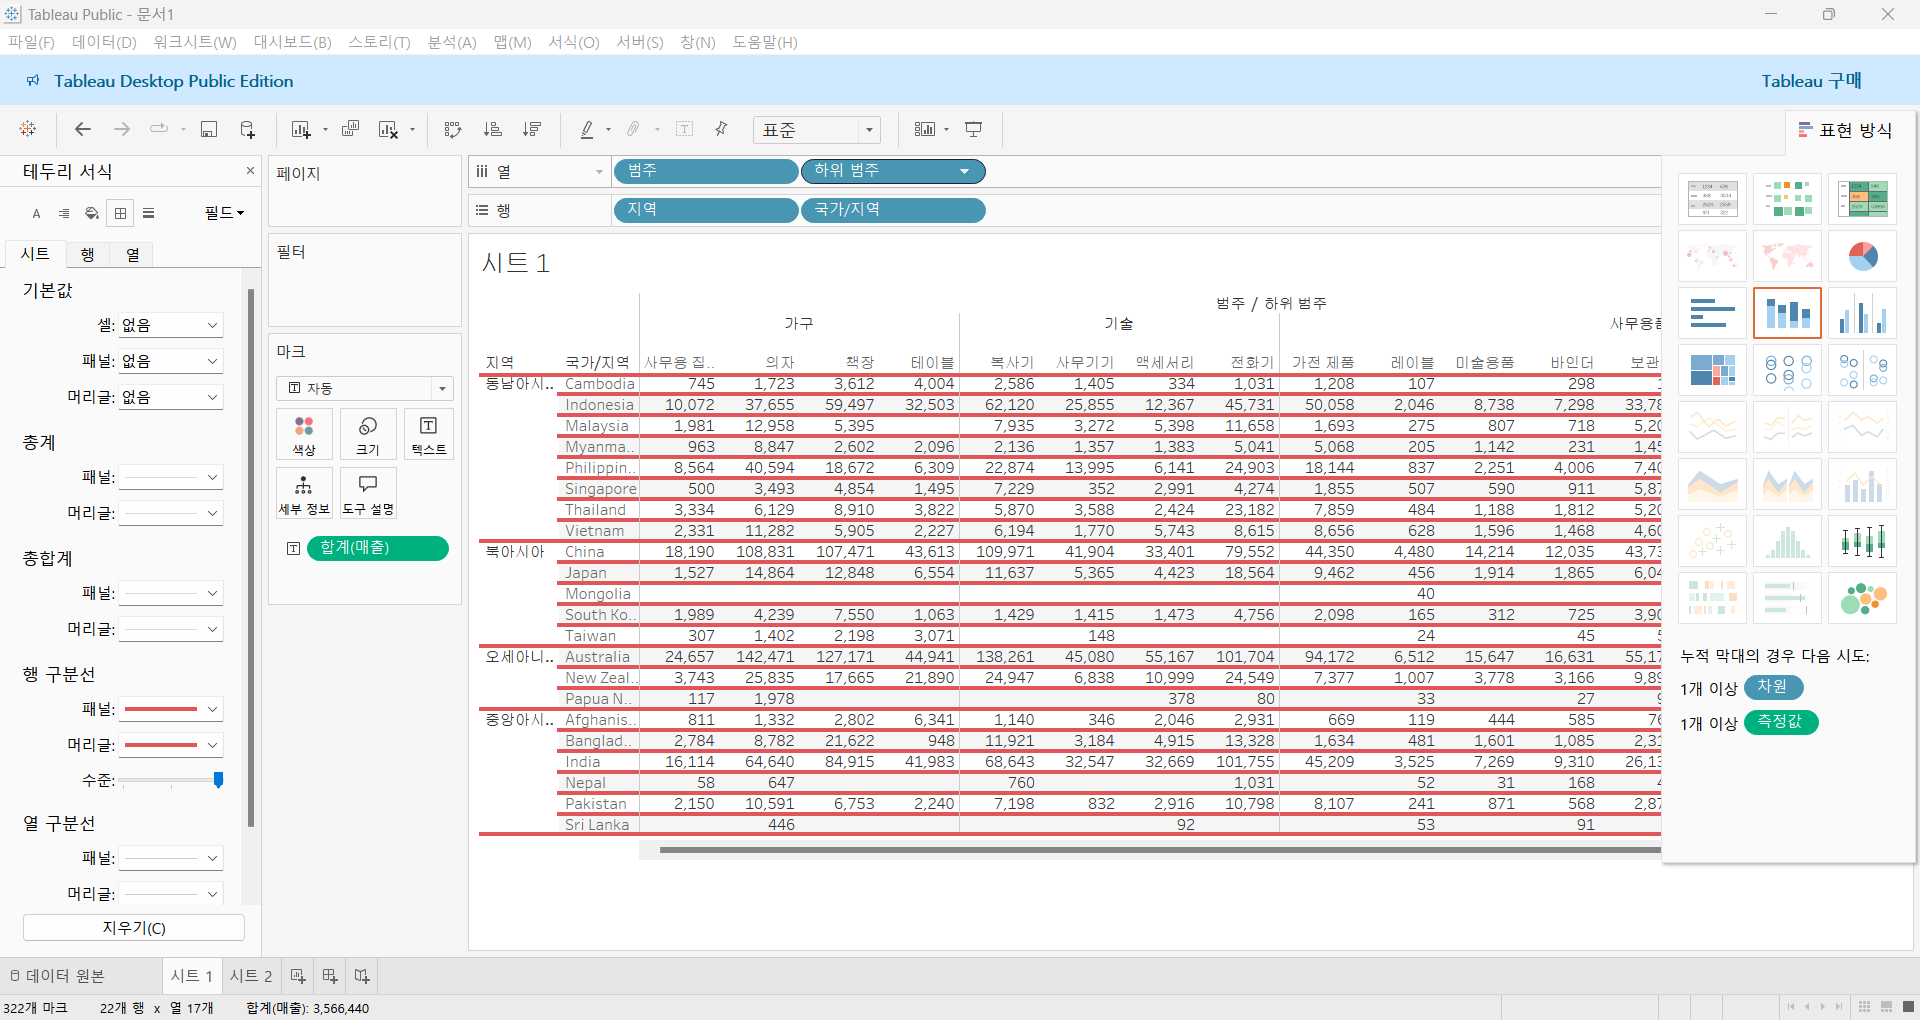 Tableau Public - 문서1
파일(F) 데이터(D) 워크시트(W) 대시보드(B) 스토리(T) 분석(A) 맵(M) 서식(O) 서버(S) 창(N) 도움말(H)
Tableau Desktop Public Edition Tableau 구매
표준
표현 방식
테두리 서식
필드
시트 행 열
기본값
셀: 없음
패널: 없음
머리글: 없음
총계
패널:
머리글:
총합계
패널:
머리글:
행 구분선
패널:
머리글:
수준:
열 구분선
패널:
머리글:
지우기(C)
페이지
필터
마크
자동
색상 크기 텍스트
세부 정보 도구 설명
합계(매출)
열 범주 하위 범주
행 지역 국가/지역
시트 1
범주 / 하위 범주
가구 기술
지역 국가/지역 사무용 집.. 의자 책장 테이블 복사기 사무기기 액세서리 전화기 가전 제품 레이블 미술용품 바인더 보관
동남아시.. Cambodia 745 1,723 3,612 4,004 2,586 1,405 334 1,031 1,208 107 298
Indonesia 10,072 37,655 59,497 32,503 62,120 25,855 12,367 45,731 50,058 2,046 8,738 7,298 33,78
Malaysia 1,981 12,958 5,395 7,935 3,272 5,398 11,658 1,693 275 807 718 5,20
Myanma.. 963 8,847 2,602 2,096 2,136 1,357 1,383 5,041 5,068 205 1,142 231 1,45
Philippin.. 8,564 40,594 18,672 6,309 22,874 13,995 6,141 24,903 18,144 837 2,251 4,006 7,40
Singapore 500 3,493 4,854 1,495 7,229 352 2,991 4,274 1,855 507 590 911 5,87
Thailand 3,334 6,129 8,910 3,822 5,870 3,588 2,424 23,182 7,859 484 1,188 1,812 5,20
Vietnam 2,331 11,282 5,905 2,227 6,194 1,770 5,743 8,615 8,656 628 1,596 1,468 4,60
북아시아 China 18,190 108,831 107,471 43,613 109,971 41,904 33,401 79,552 44,350 4,480 14,214 12,035 43,73
Japan 1,527 14,864 12,848 6,554 11,637 5,365 4,423 18,564 9,462 456 1,914 1,865 6,04
Mongolia 40
South Ko.. 1,989 4,239 7,550 1,063 1,429 1,415 1,473 4,756 2,098 165 312 725 3,90
Taiwan 307 1,402 2,198 3,071 148 24 45
오세아니.. Australia 24,657 142,471 127,171 44,941 138,261 45,080 55,167 101,704 94,172 6,512 15,647 16,631 55,17
New Zeal.. 3,743 25,835 17,665 21,890 24,947 6,838 10,999 24,549 7,377 1,007 3,778 3,166 9,89
Papua N.. 117 1,978 378 80 33 27
중앙아시.. Afghanis.. 811 1,332 2,802 6,341 1,140 346 2,046 2,931 669 119 444 585 76
Banglad.. 2,784 8,782 21,622 948 11,921 3,184 4,915 13,328 1,634 481 1,601 1,085 2,31
India 16,114 64,640 84,915 41,983 68,643 32,547 32,669 101,755 45,209 3,525 7,269 9,310 26,13
Nepal 58 647 760 1,031 52 31 168
Pakistan 2,150 10,591 6,753 2,240 7,198 832 2,916 10,798 8,107 241 871 568 2,87
Sri Lanka 446 92 53 91
누적 막대의 경우 다음 시도:
1개 이상 차원
1개 이상 측정값
데이터 원본 시트 1 시트 2
322개 마크 22개 행 x 열 17개 합계(매출): 3,566,440